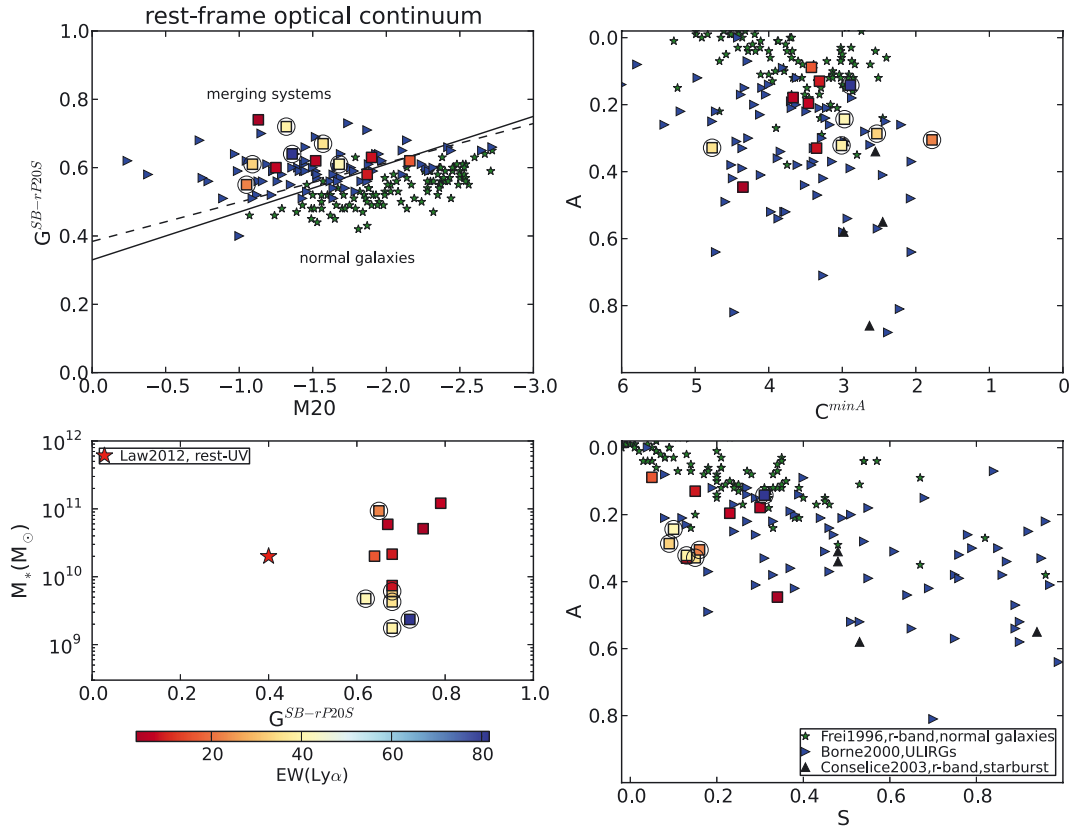 rest-frame optical continuum
1.0
0.8
0.6
0.4
0.2
0.0
G^{SB−rP20S}
merging systems
normal galaxies
0.0 −0.5 −1.0 −1.5 −2.0 −2.5 −3.0
M20
0.0
0.2
0.4
0.6
0.8
A
6 5 4 3 2 1 0
C^{minA}
10^{12}
10^{11}
10^{10}
10^{9}
M_*(M_⊙)
Law2012, rest-UV
0.0 0.2 0.4 0.6 0.8 1.0
G^{SB−rP20S}
0 20 40 60 80
EW(Lyα)
0.0
0.2
0.4
0.6
0.8
A
Frei1996,r-band,normal galaxies
Borne2000,ULIRGs
Conselice2003,r-band,starburst
0.0 0.2 0.4 0.6 0.8
S